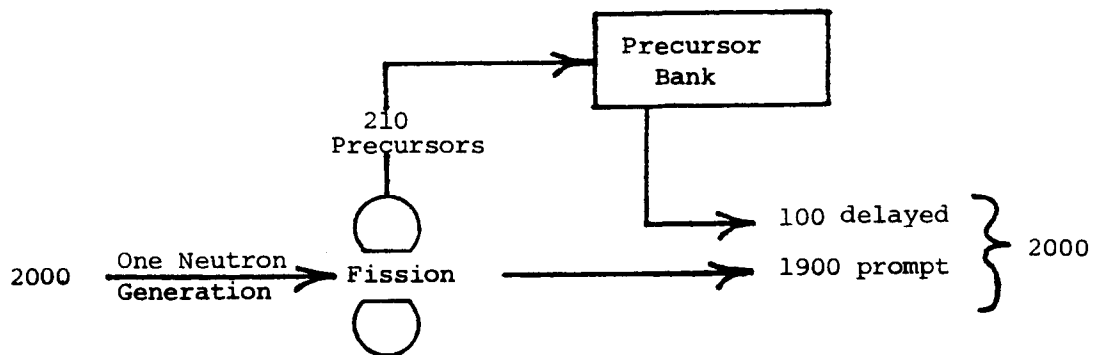 Precursor
Bank
210
Precursors
100 delayed
2000
One Neutron
Generation
Fission
1900 prompt
2000